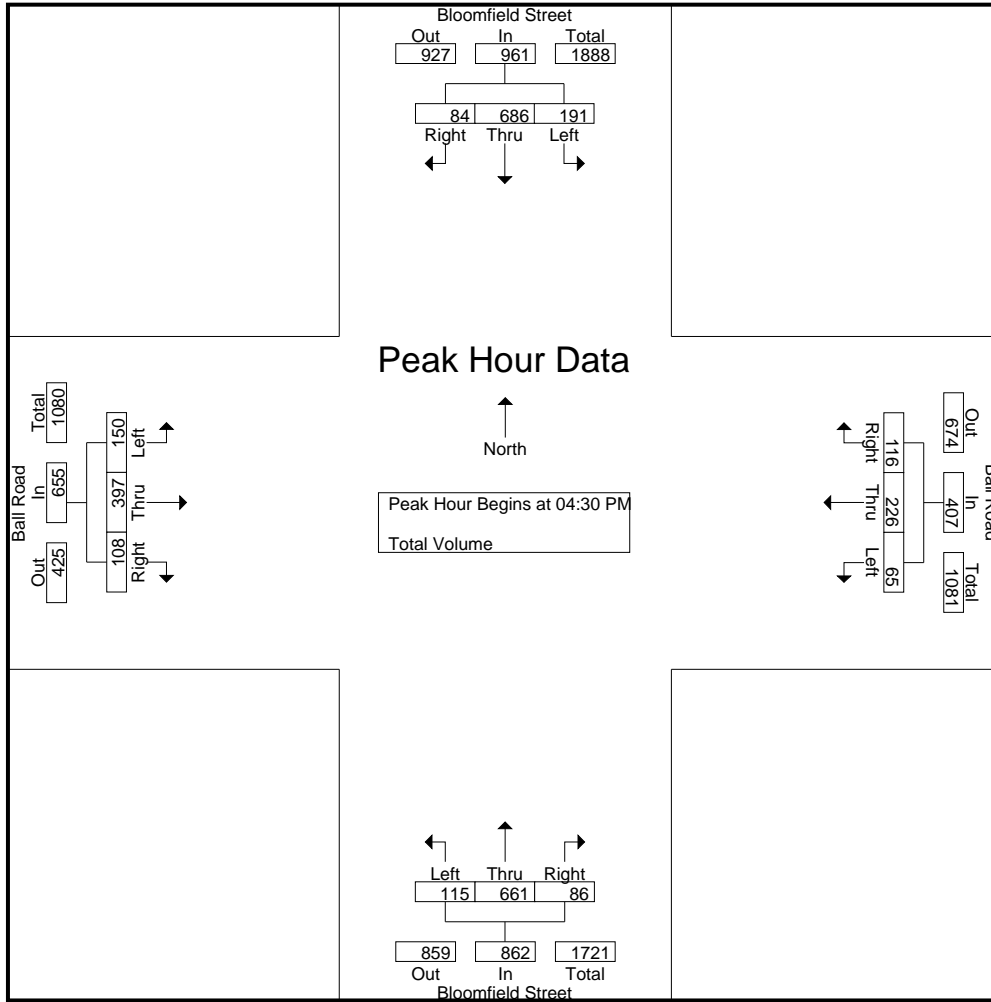 Bloomfield Street
Out In Total
927 961 1888
84 686 191
Right Thru Left
Peak Hour Data
North
Peak Hour Begins at 04:30 PM
Total Volume
Ball Road
Total In Out
1080 655 425
150 397 108
Left Thru Right
Ball Road
Out In Total
674 407 1081
116 226 65
Right Thru Left
Left Thru Right
115 661 86
859 862 1721
Out In Total
Bloomfield Street